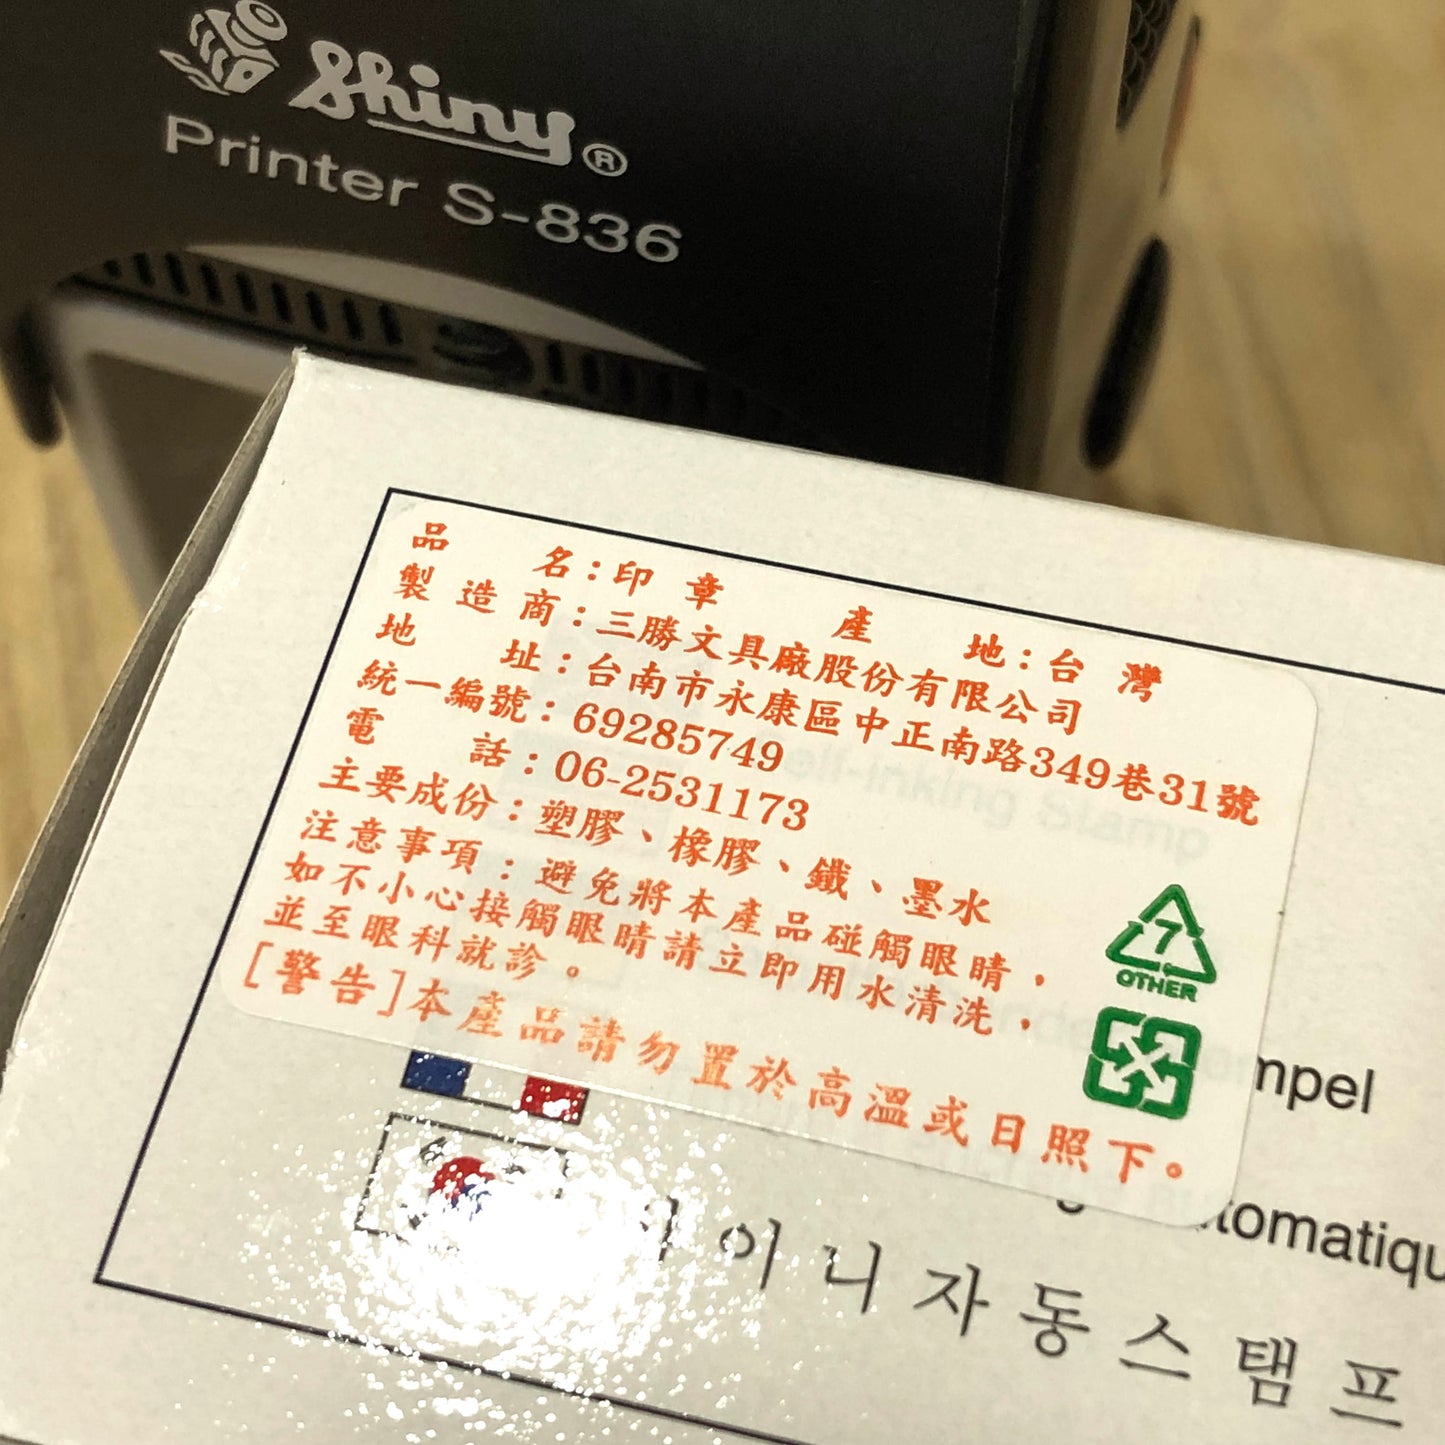 Shiny®
Printer S-836
品 名：印 章 產 地：台 灣
製 造 商：三勝文具廠股份有限公司
地 址：台南市永康區中正南路349巷31號
統一編號：69285749
電 話：06-2531173
主要成份：塑膠、橡膠、鐵、墨水
注意事項：避免將本產品碰觸眼睛，
如不小心接觸眼睛請立即用水清洗，
並至眼科就診。
[警告]本產品請勿置於高溫或日照下。
7
OTHER
Self-inking Stamp
mpel
tomatiqu
이니자동스탬프